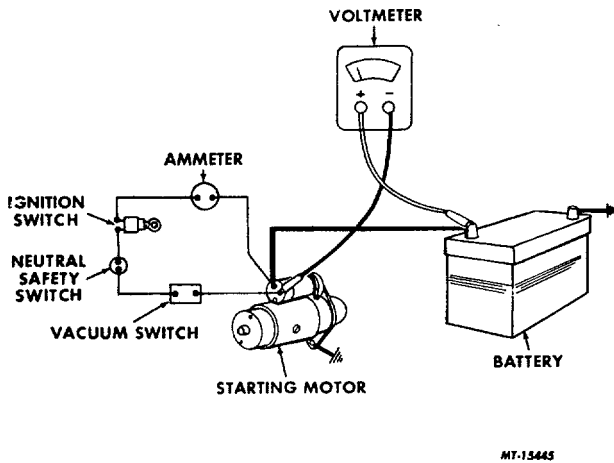 VOLTMETER
+ −
AMMETER
IGNITION
SWITCH
NEUTRAL
SAFETY
SWITCH
VACUUM SWITCH
STARTING MOTOR
BATTERY
MT-15445